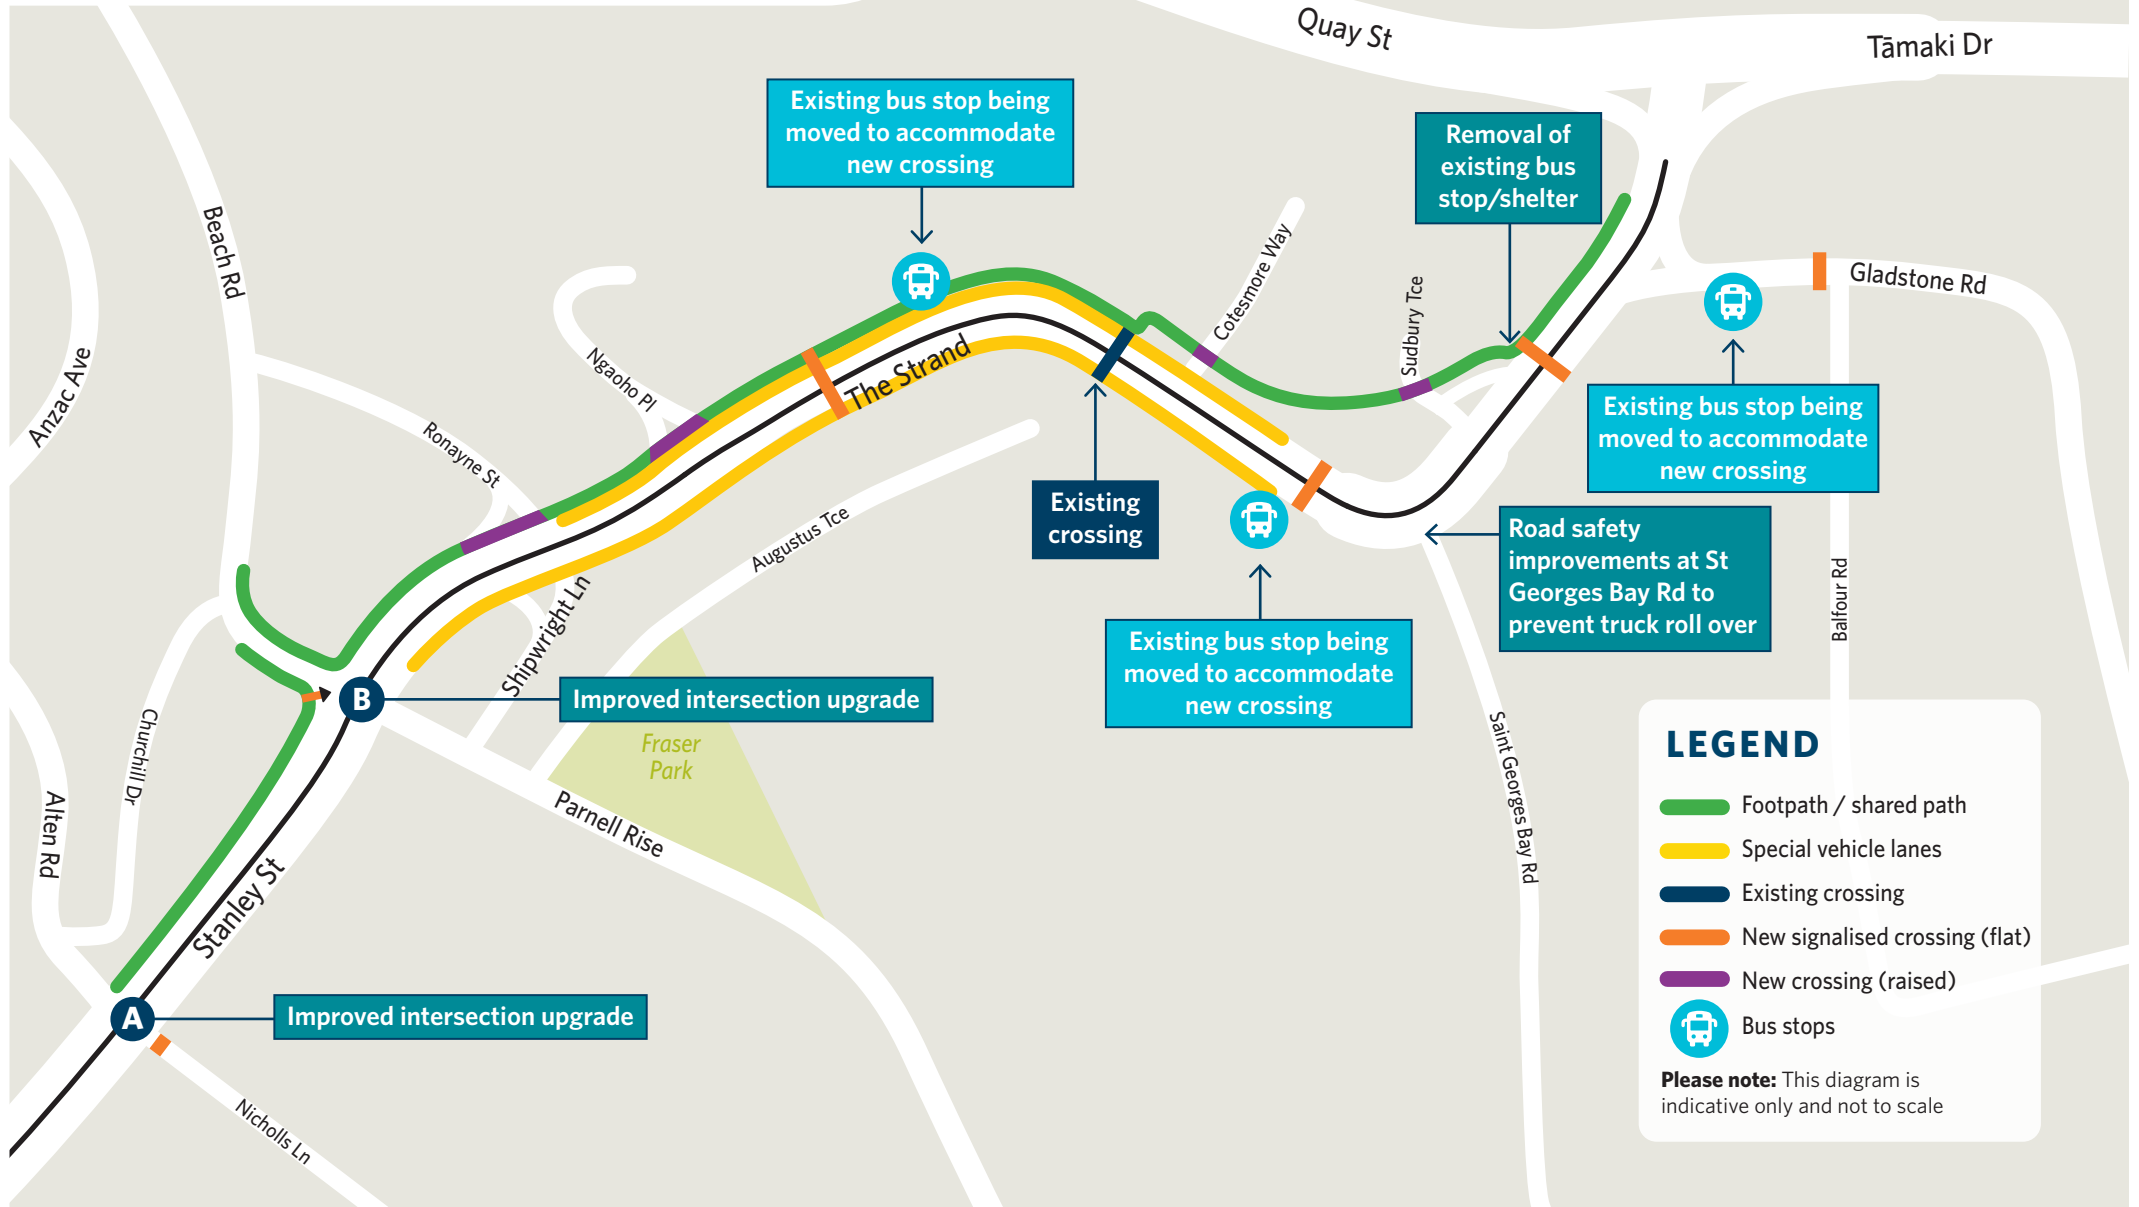 Quay St
Tāmaki Dr
Existing bus stop being
moved to accommodate
new crossing
Removal of
existing bus
stop/shelter
Beach Rd
Cotesmore Way
Sudbury Tce
Gladstone Rd
Anzac Ave
Ngaoho Pl
The Strand
Ronayne St
Existing bus stop being
moved to accommodate
new crossing
Existing
crossing
Augustus Tce
Road safety
improvements at St
Georges Bay Rd to
prevent truck roll over
Balfour Rd
Shipwright Ln
Existing bus stop being
moved to accommodate
new crossing
B
Improved intersection upgrade
Fraser
Park
Churchill Dr
Alten Rd
Parnell Rise
Saint Georges Bay Rd
Stanley St
A
Improved intersection upgrade
Nicholls Ln
LEGEND
Footpath / shared path
Special vehicle lanes
Existing crossing
New signalised crossing (flat)
New crossing (raised)
Bus stops
Please note: This diagram is
indicative only and not to scale